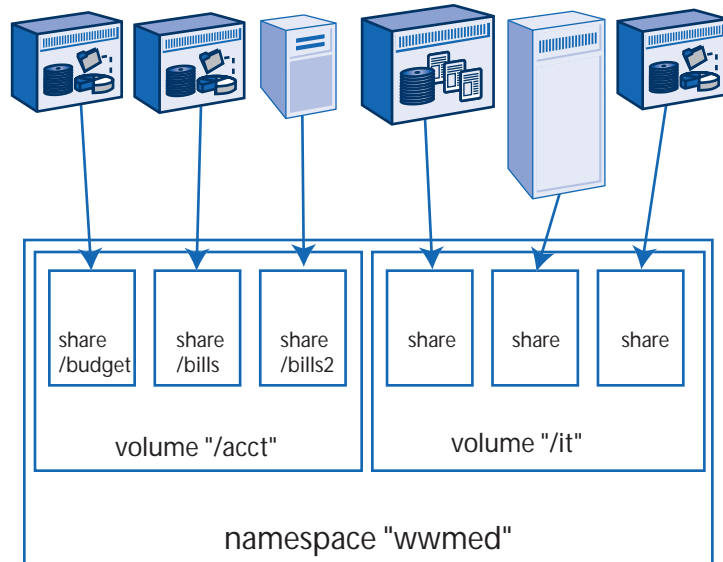 share
/budget
share
/bills
share
/bills2
share
share
share
volume "/acct"
volume "/it"
namespace "wwmed"